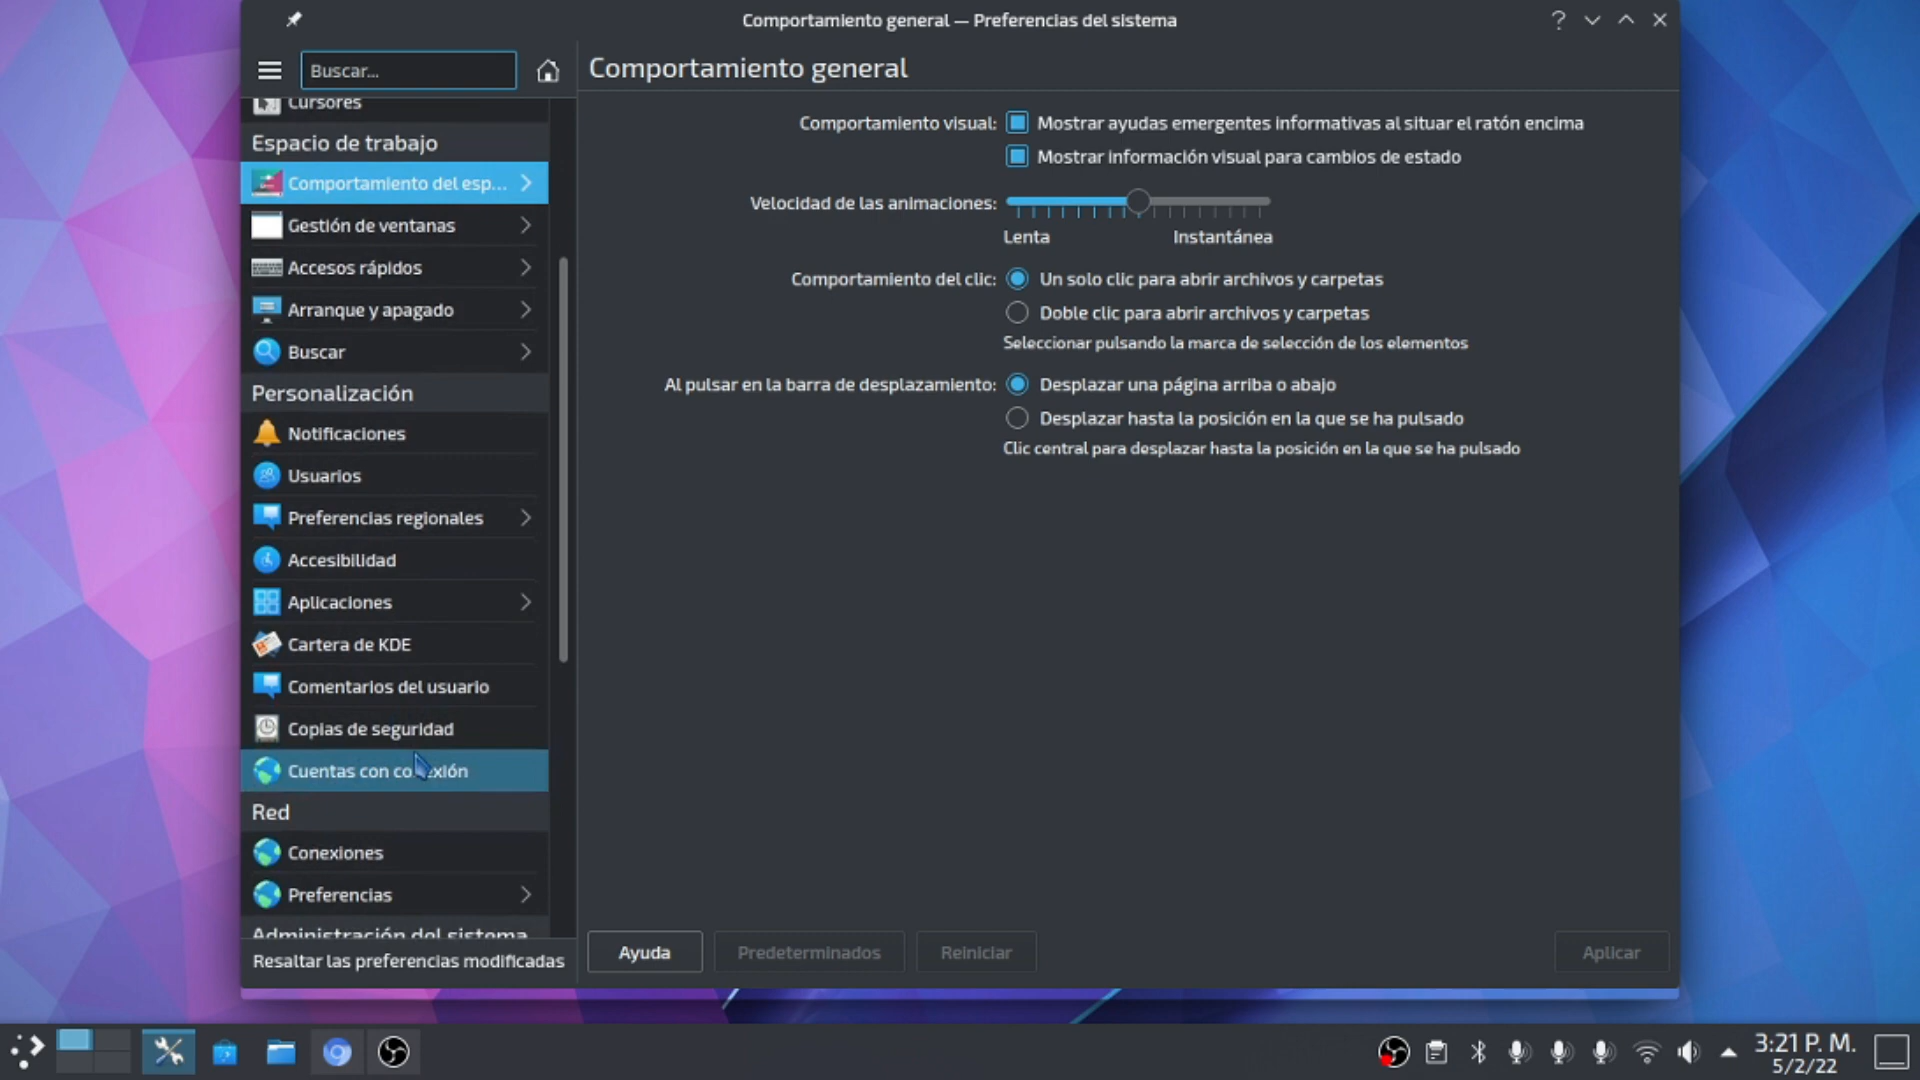 Comportamiento general — Preferencias del sistema
Buscar...
Comportamiento general
Cursores
Espacio de trabajo
Comportamiento del esp...
Gestión de ventanas
Accesos rápidos
Arranque y apagado
Buscar
Personalización
Notificaciones
Usuarios
Preferencias regionales
Accesibilidad
Aplicaciones
Cartera de KDE
Comentarios del usuario
Copias de seguridad
Cuentas con conexión
Red
Conexiones
Preferencias
Administración del sistema
Resaltar las preferencias modificadas
Comportamiento visual: Mostrar ayudas emergentes informativas al situar el ratón encima
Mostrar información visual para cambios de estado
Velocidad de las animaciones:
Lenta Instantánea
Comportamiento del clic: Un solo clic para abrir archivos y carpetas
Doble clic para abrir archivos y carpetas
Seleccionar pulsando la marca de selección de los elementos
Al pulsar en la barra de desplazamiento: Desplazar una página arriba o abajo
Desplazar hasta la posición en la que se ha pulsado
Clic central para desplazar hasta la posición en la que se ha pulsado
Ayuda
Predeterminados
Reiniciar
Aplicar
3:21 P. M.
5/2/22